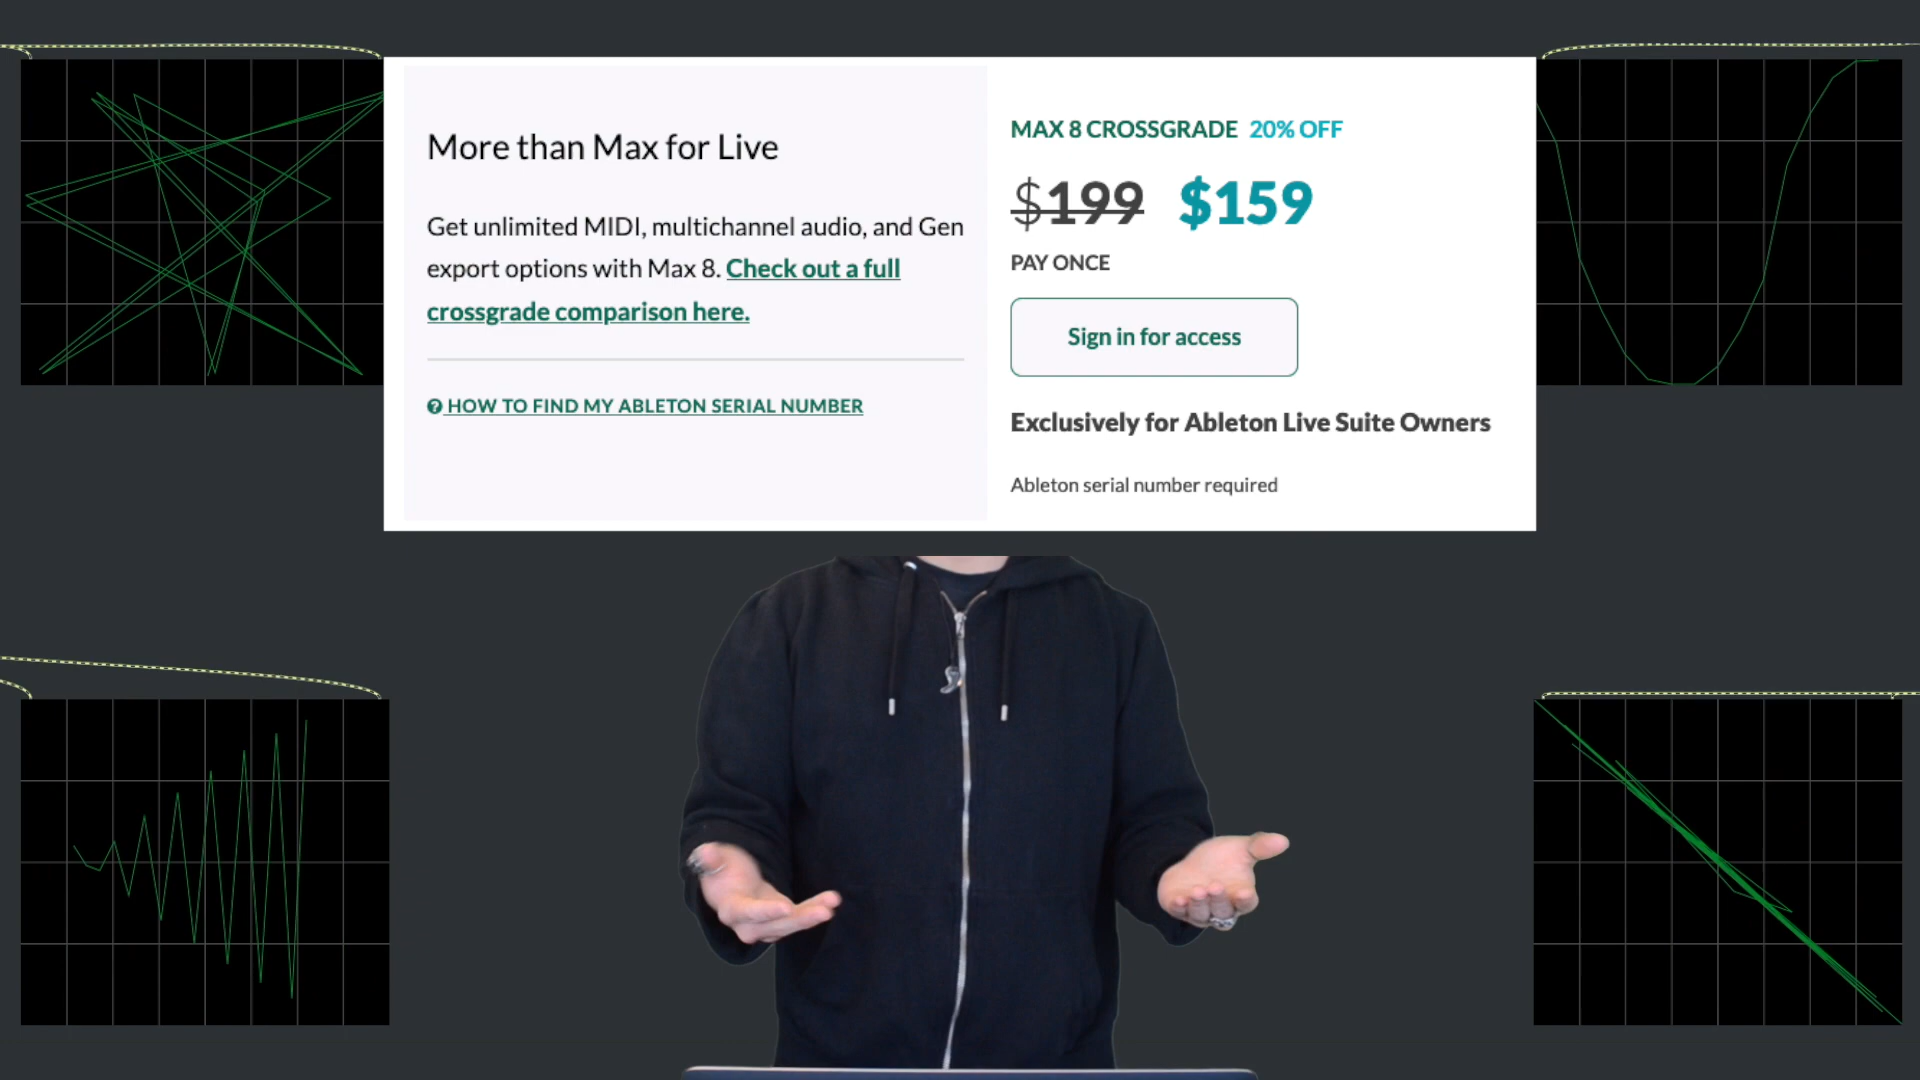 More than Max for Live
Get unlimited MIDI, multichannel audio, and Gen
export options with Max 8. Check out a full
crossgrade comparison here.
HOW TO FIND MY ABLETON SERIAL NUMBER
MAX 8 CROSSGRADE 20% OFF
$199 $159
PAY ONCE
Sign in for access
Exclusively for Ableton Live Suite Owners
Ableton serial number required